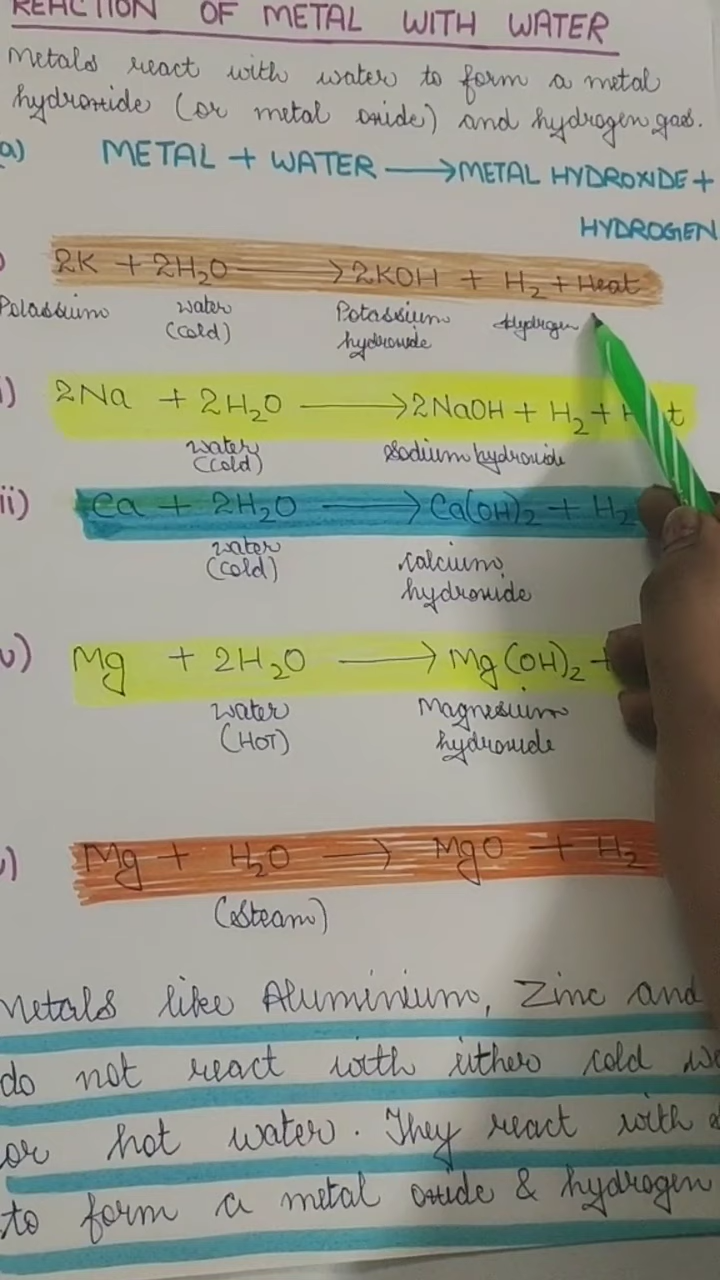 REACTION OF METAL WITH WATER
Metals react with water to form a metal
hydroxide (or metal oxide) and hydrogen gas.
a) METAL + WATER → METAL HYDROXIDE +
HYDROGEN
) 2K + 2H₂O → 2KOH + H₂ + Heat
Potassium water Potassium Hydrogen
(cold) hydroxide
i) 2Na + 2H₂O → 2NaOH + H₂ + H t
water sodium hydroxide
(cold)
ii) Ca + 2H₂O → Ca(OH)₂ + H₂
water calcium
(cold) hydroxide
v) Mg + 2H₂O → Mg(OH)₂ +
water Magnesium
(HOT) hydroxide
v) Mg + H₂O → MgO + H₂
(steam)
Metals like Aluminium, Zinc and
do not react with either cold
or hot water. They react with
to form a metal oxide & hydrogen